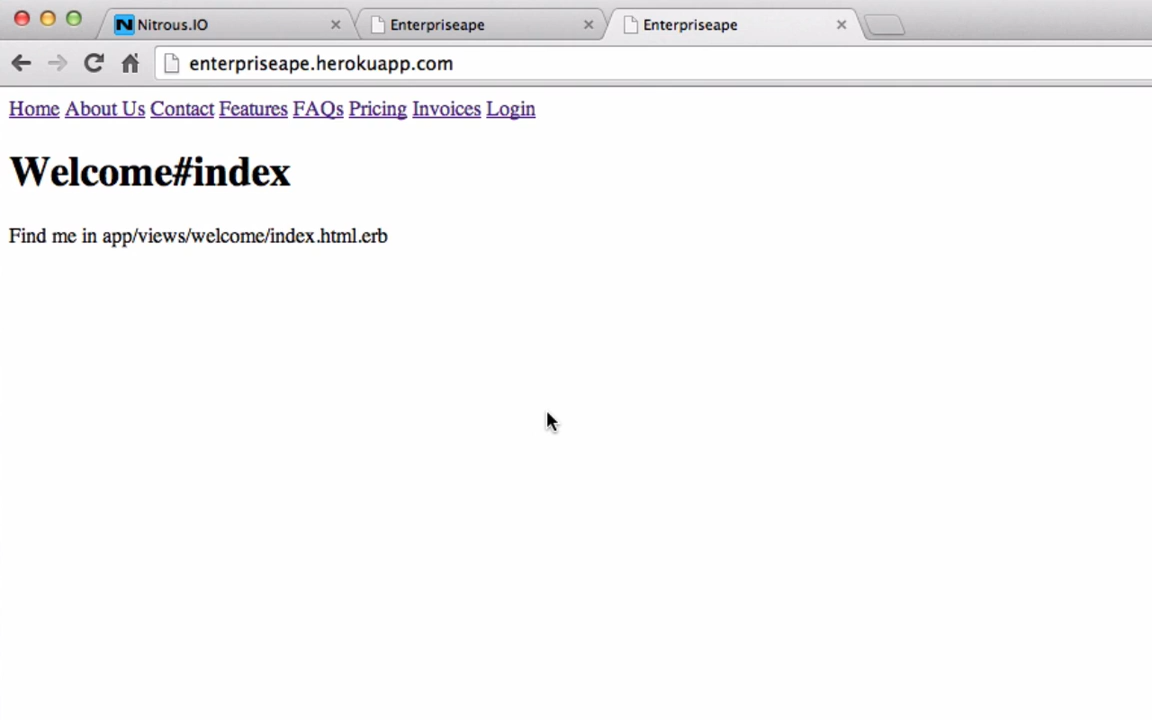 Nitrous.IO Enterpriseape Enterpriseape
enterpriseape.herokuapp.com
Home About Us Contact Features FAQs Pricing Invoices Login
Welcome#index
Find me in app/views/welcome/index.html.erb